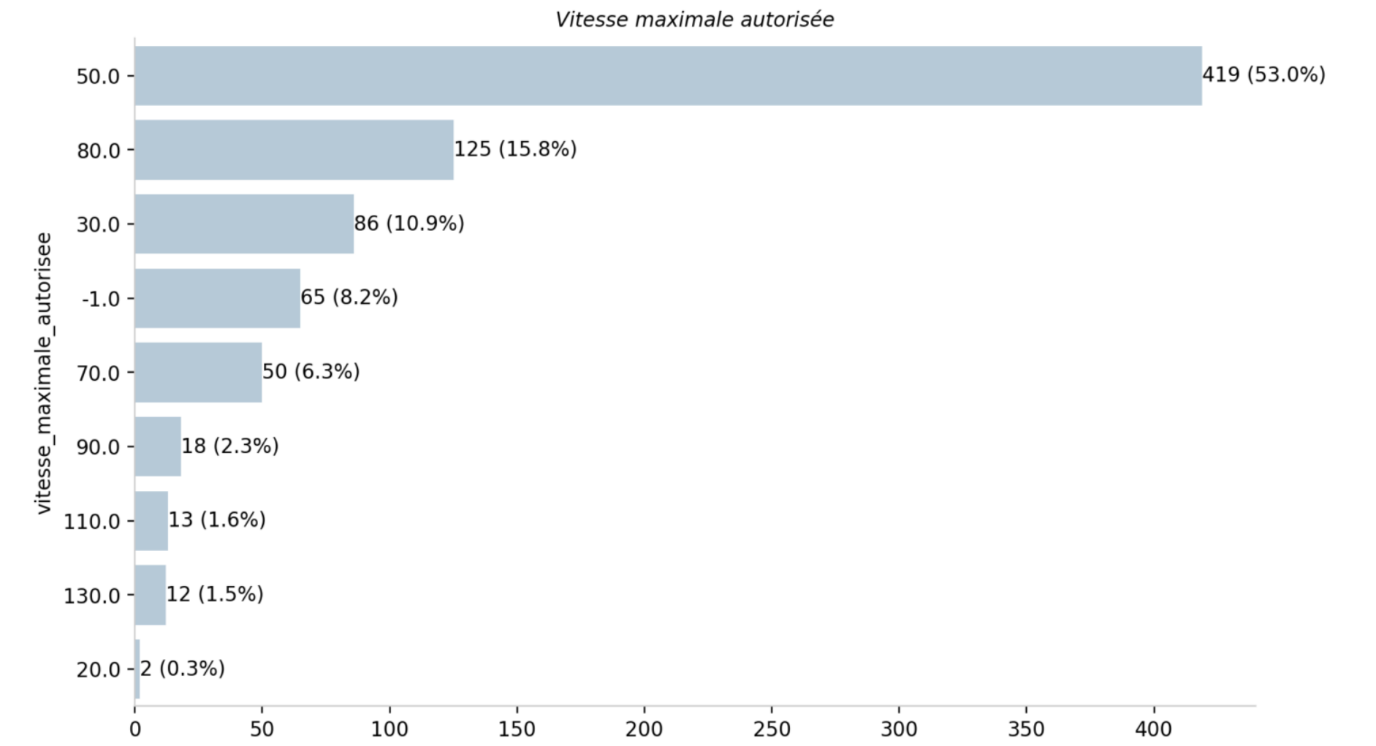 Vitesse maximale autorisée
vitesse_maximale_autorisee
50.0 419 (53.0%)
80.0 125 (15.8%)
30.0 86 (10.9%)
-1.0 65 (8.2%)
70.0 50 (6.3%)
90.0 18 (2.3%)
110.0 13 (1.6%)
130.0 12 (1.5%)
20.0 2 (0.3%)
0 50 100 150 200 250 300 350 400